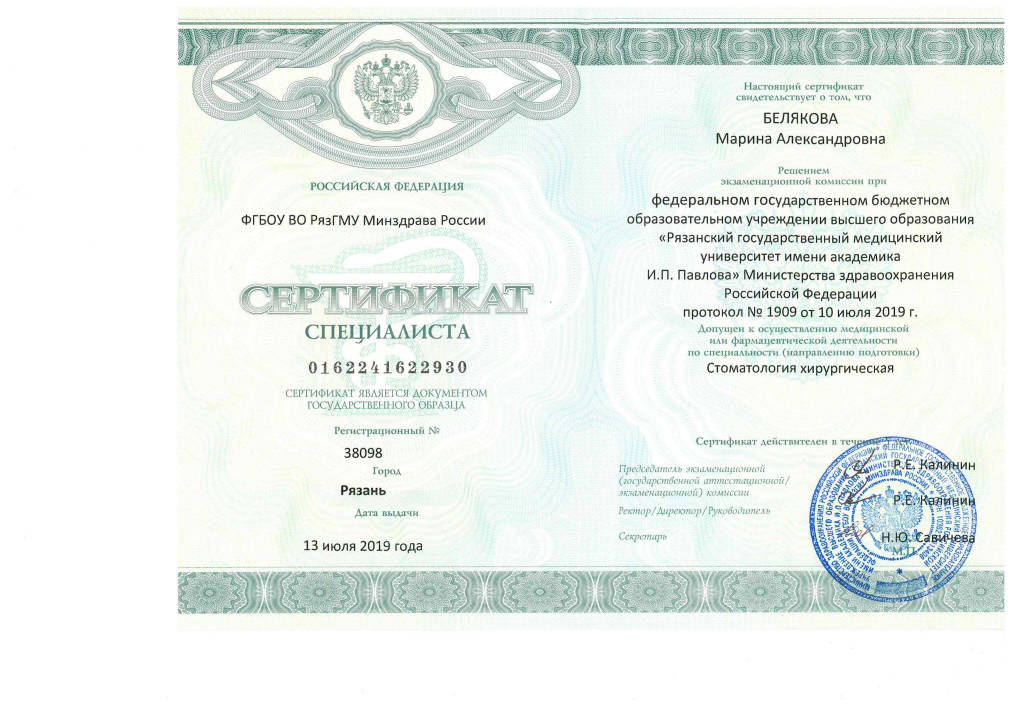 РОССИЙСКАЯ ФЕДЕРАЦИЯ
ФГБОУ ВО РязГМУ Минздрава России
СЕРТИФИКАТ
СПЕЦИАЛИСТА
0162241622930
СЕРТИФИКАТ ЯВЛЯЕТСЯ ДОКУМЕНТОМ
ГОСУДАРСТВЕННОГО ОБРАЗЦА
Регистрационный №
38098
Город
Рязань
Дата выдачи
13 июля 2019 года
Настоящий сертификат
свидетельствует о том, что
БЕЛЯКОВА
Марина Александровна
Решением
экзаменационной комиссии при
федеральном государственном бюджетном
образовательном учреждении высшего образования
«Рязанский государственный медицинский
университет имени академика
И.П. Павлова» Министерства здравоохранения
Российской Федерации
протокол № 1909 от 10 июля 2019 г.
Допущен к осуществлению медицинской
или фармацевтической деятельности
по специальности (направлению подготовки)
Стоматология хирургическая
Сертификат действителен в течение
Председатель экзаменационной
(государственной аттестационной/
экзаменационной) комиссии
Р.Е. Калинин
Ректор/Директор/Руководитель
Р.Е. Калинин
Секретарь
Н.Ю. Савичева
М.П.